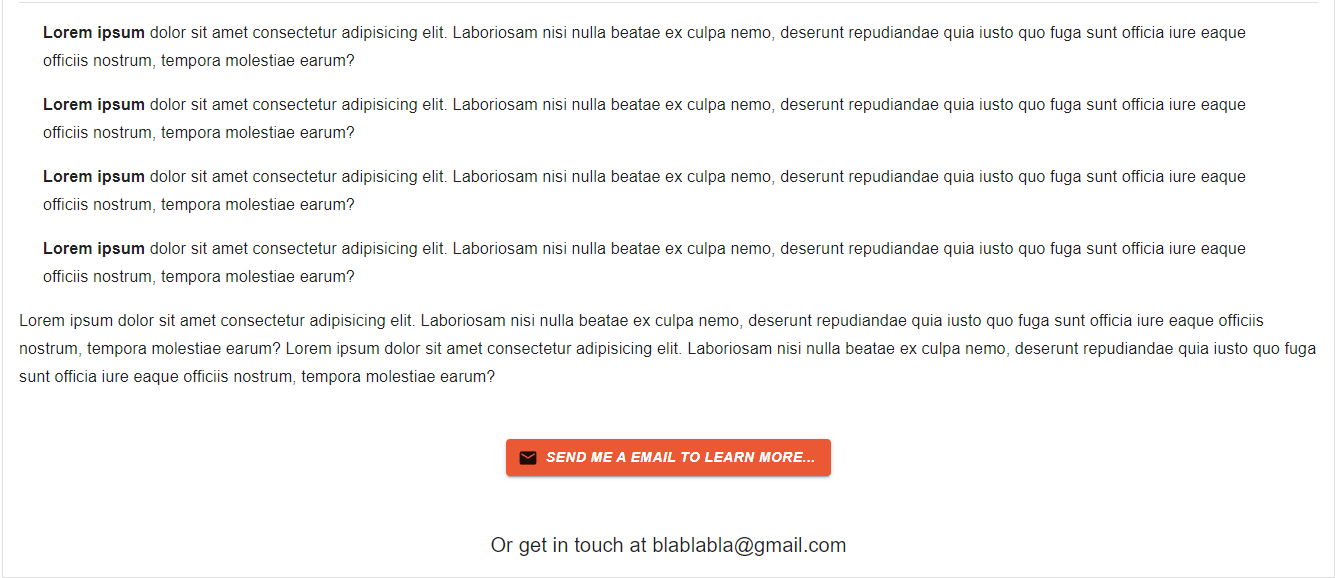 Lorem ipsum dolor sit amet consectetur adipisicing elit. Laboriosam nisi nulla beatae ex culpa nemo, deserunt repudiandae quia iusto quo fuga sunt officia iure eaque
officiis nostrum, tempora molestiae earum?
Lorem ipsum dolor sit amet consectetur adipisicing elit. Laboriosam nisi nulla beatae ex culpa nemo, deserunt repudiandae quia iusto quo fuga sunt officia iure eaque
officiis nostrum, tempora molestiae earum?
Lorem ipsum dolor sit amet consectetur adipisicing elit. Laboriosam nisi nulla beatae ex culpa nemo, deserunt repudiandae quia iusto quo fuga sunt officia iure eaque
officiis nostrum, tempora molestiae earum?
Lorem ipsum dolor sit amet consectetur adipisicing elit. Laboriosam nisi nulla beatae ex culpa nemo, deserunt repudiandae quia iusto quo fuga sunt officia iure eaque
officiis nostrum, tempora molestiae earum?
Lorem ipsum dolor sit amet consectetur adipisicing elit. Laboriosam nisi nulla beatae ex culpa nemo, deserunt repudiandae quia iusto quo fuga sunt officia iure eaque officiis
nostrum, tempora molestiae earum? Lorem ipsum dolor sit amet consectetur adipisicing elit. Laboriosam nisi nulla beatae ex culpa nemo, deserunt repudiandae quia iusto quo fuga
sunt officia iure eaque officiis nostrum, tempora molestiae earum?
SEND ME A EMAIL TO LEARN MORE...
Or get in touch at blablabla@gmail.com